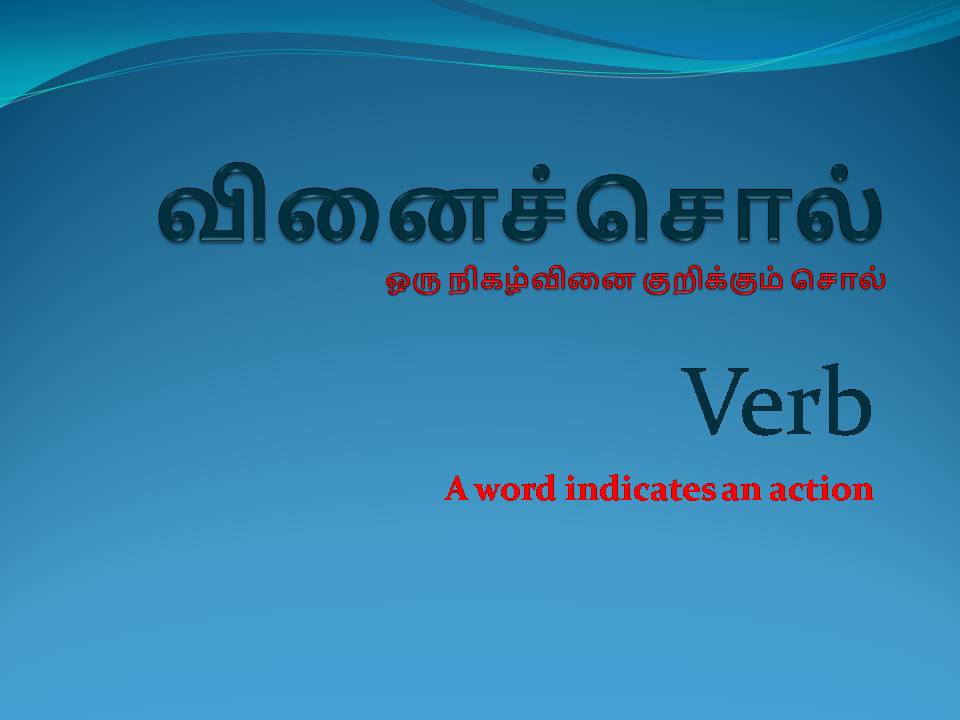 வினைச்சொல்
ஒரு நிகழ்வினை குறிக்கும் சொல்
Verb
A word indicates an action